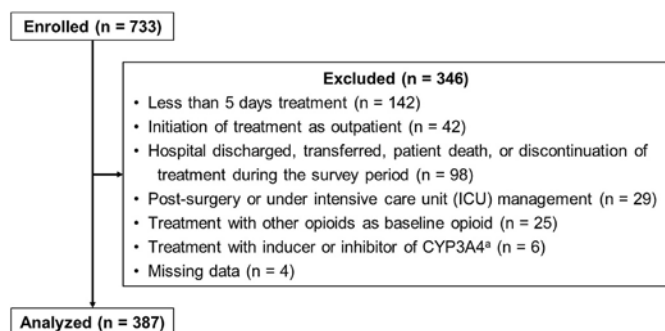 Enrolled (n = 733)
Excluded (n = 346)
• Less than 5 days treatment (n = 142)
• Initiation of treatment as outpatient (n = 42)
• Hospital discharged, transferred, patient death, or discontinuation of
treatment during the survey period (n = 98)
• Post-surgery or under intensive care unit (ICU) management (n = 29)
• Treatment with other opioids as baseline opioid (n = 25)
• Treatment with inducer or inhibitor of CYP3A4ª (n = 6)
• Missing data (n = 4)
Analyzed (n = 387)